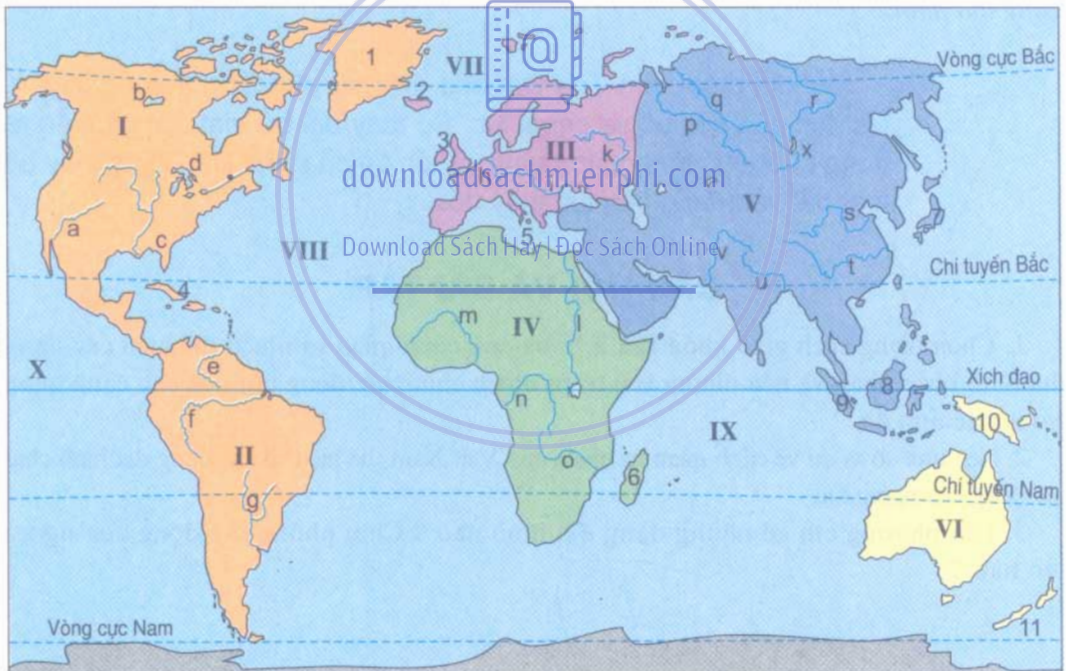 1
Vòng cực Bắc
VII
b
2
q
r
I
3
p
d
III
k
x
h
i
downloadsachmienphi.com
V
a
c
5
s
VIII
Download Sách Hay | Đọc Sách Online
v
t
4
u
Chí tuyến Bắc
m
IV
l
X
e
Xích đạo
n
9
8
f
10
II
IX
o
g
6
Chí tuyến Nam
VI
Vòng cực Nam
11